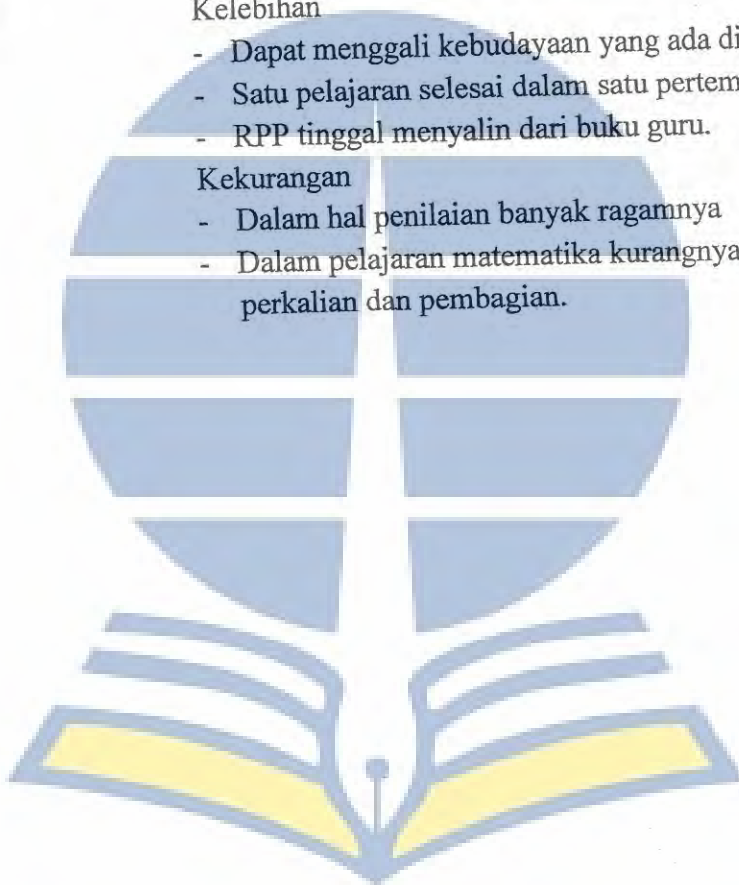 Kelebihan
- Dapat menggali kebudayaan yang ada di
- Satu pelajaran selesai dalam satu
- RPP tinggal menyalin dari buku guru.
Kekurangan
- Dalam hal penilaian banyak ragamnya
- Dalam pelajaran matematika kurangnya
perkalian dan pembagian.